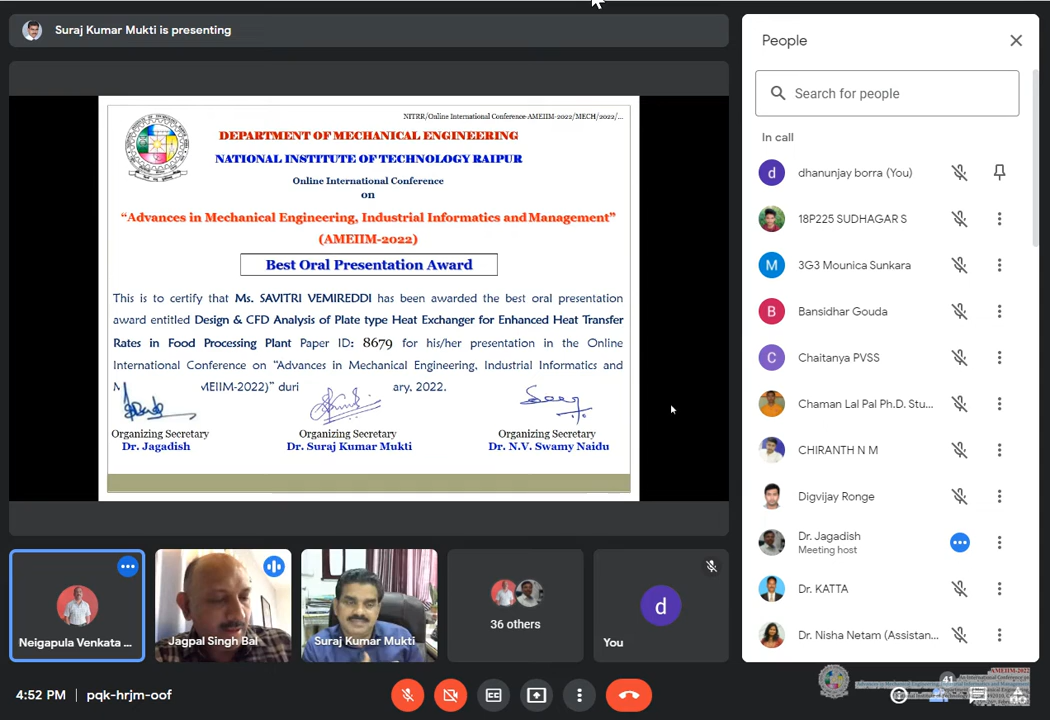 Suraj Kumar Mukti is presenting
NITRR/Online International Conference-AMEIIM-2022/MECH/2022/...
DEPARTMENT OF MECHANICAL ENGINEERING
NATIONAL INSTITUTE OF TECHNOLOGY RAIPUR
Online International Conference
on
“Advances in Mechanical Engineering, Industrial Informatics and Management”
(AMEIIM-2022)
Best Oral Presentation Award
This is to certify that Ms. SAVITRI VEMIREDDI has been awarded the best oral presentation
award entitled Design & CFD Analysis of Plate type Heat Exchanger for Enhanced Heat Transfer
Rates in Food Processing Plant Paper ID: 8679 for his/her presentation in the Online
International Conference on “Advances in Mechanical Engineering, Industrial Informatics and
MEIIM-2022)” duri ary, 2022.
Organizing Secretary Organizing Secretary Organizing Secretary
Dr. Jagadish Dr. Suraj Kumar Mukti Dr. N.V. Swamy Naidu
Neigapula Venkata ...
Jagpal Singh Bal
Suraj Kumar Mukti
36 others
d
You
4:52 PM | pqk-hrjm-oof
CC
People
Search for people
In call
d dhanunjay borra (You)
18P225 SUDHAGAR S
M 3G3 Mounica Sunkara
B Bansidhar Gouda
C Chaitanya PVSS
Chaman Lal Pal Ph.D. Stu...
CHIRANTH N M
Digvijay Ronge
Dr. Jagadish
Meeting host
Dr. KATTA
Dr. Nisha Netam (Assistan...
41
AMEIIM-2022